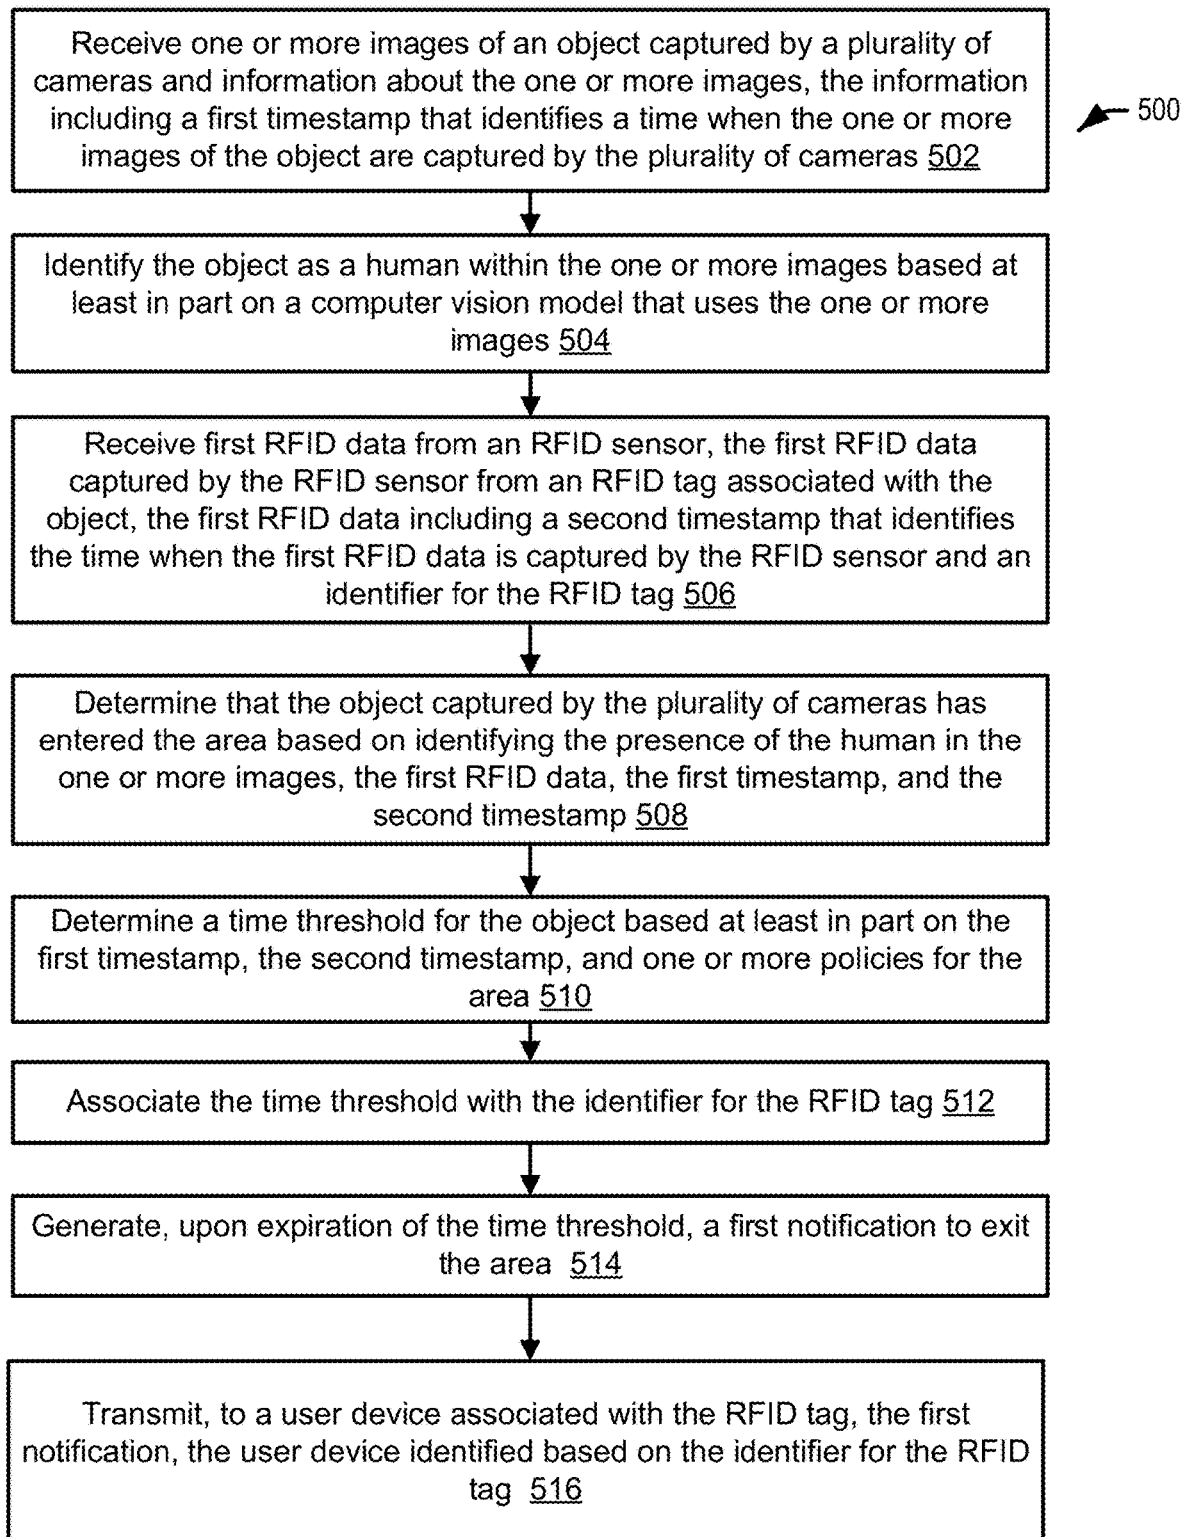 Receive one or more images of an object captured by a plurality of
cameras and information about the one or more images, the information
including a first timestamp that identifies a time when the one or more
images of the object are captured by the plurality of cameras 502
500
Identify the object as a human within the one or more images based at
least in part on a computer vision model that uses the one or more
images 504
Receive first RFID data from an RFID sensor, the first RFID data
captured by the RFID sensor from an RFID tag associated with the
object, the first RFID data including a second timestamp that identifies
the time when the first RFID data is captured by the RFID sensor and an
identifier for the RFID tag 506
Determine that the object captured by the plurality of cameras has
entered the area based on identifying the presence of the human in the
one or more images, the first RFID data, the first timestamp, and the
second timestamp 508
Determine a time threshold for the object based at least in part on the
first timestamp, the second timestamp, and one or more policies for the
area 510
Associate the time threshold with the identifier for the RFID tag 512
Generate, upon expiration of the time threshold, a first notification to exit
the area 514
Transmit, to a user device associated with the RFID tag, the first
notification, the user device identified based on the identifier for the RFID
tag 516